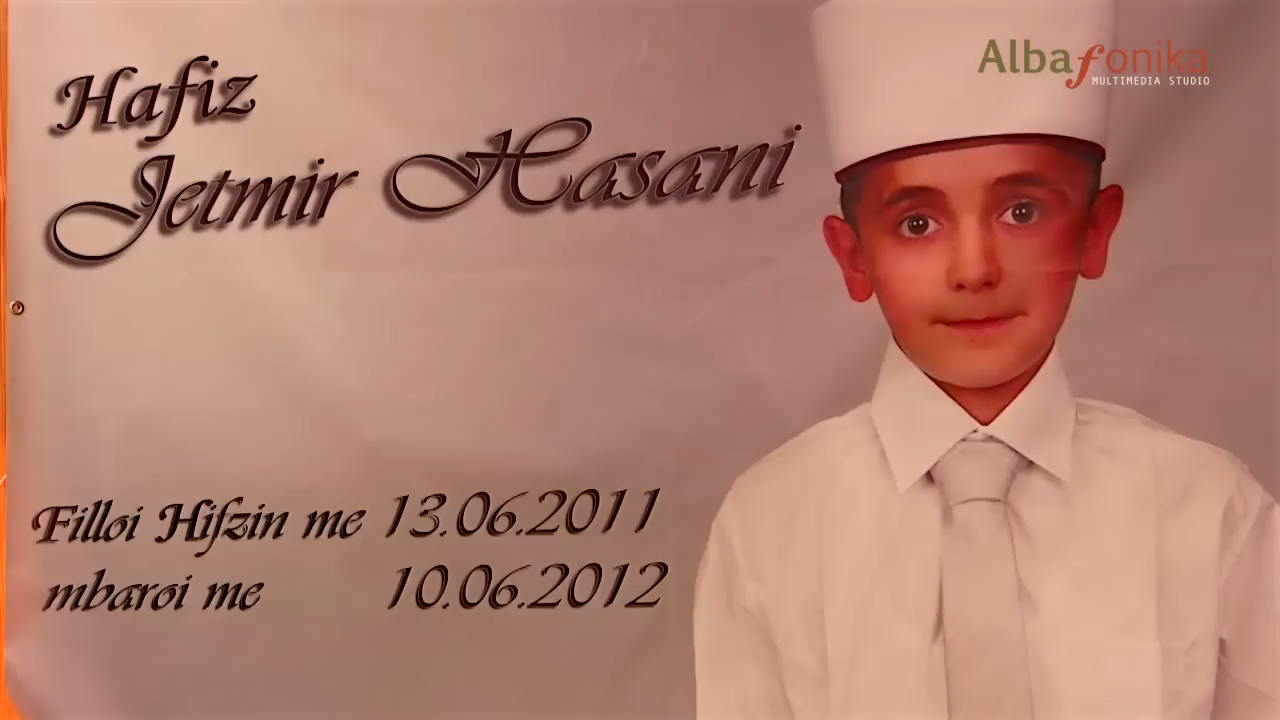 Hafiz
Jetmir Hasani
Filloi Hifzin me 13.06.2011
mbaroi me 10.06.2012
Albafonika
MULTIMEDIA STUDIO